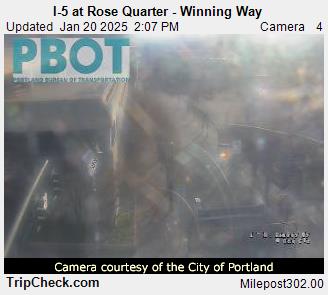 I-5 at Rose Quarter - Winning Way
Updated Jan 20 2025 2:07 PM Camera 4
PBOT
PORTLAND BUREAU OF TRANSPORTATION
Camera courtesy of the City of Portland
TripCheck.com Milepost302.00